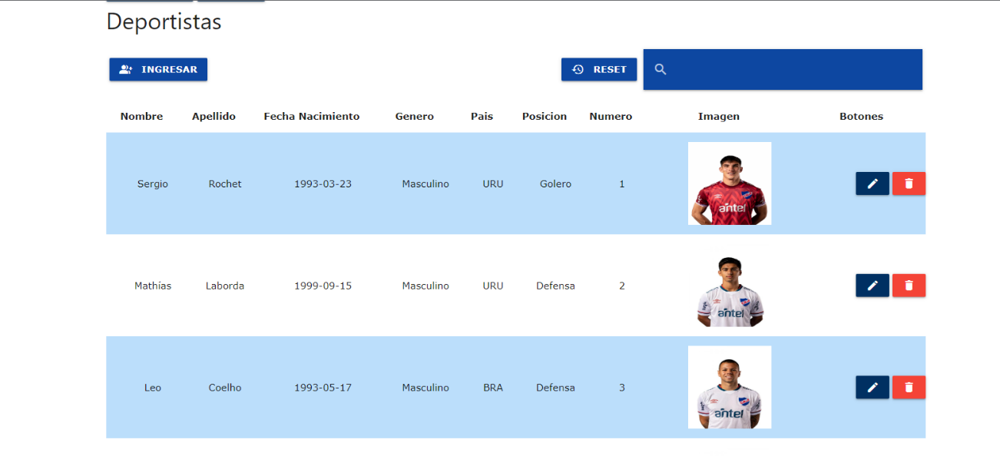 Deportistas
INGRESAR
RESET
Nombre Apellido Fecha Nacimiento Genero Pais Posicion Numero Imagen Botones
Sergio Rochet 1993-03-23 Masculino URU Golero 1
antel
Mathías Laborda 1999-09-15 Masculino URU Defensa 2
antel
Leo Coelho 1993-05-17 Masculino BRA Defensa 3
antel